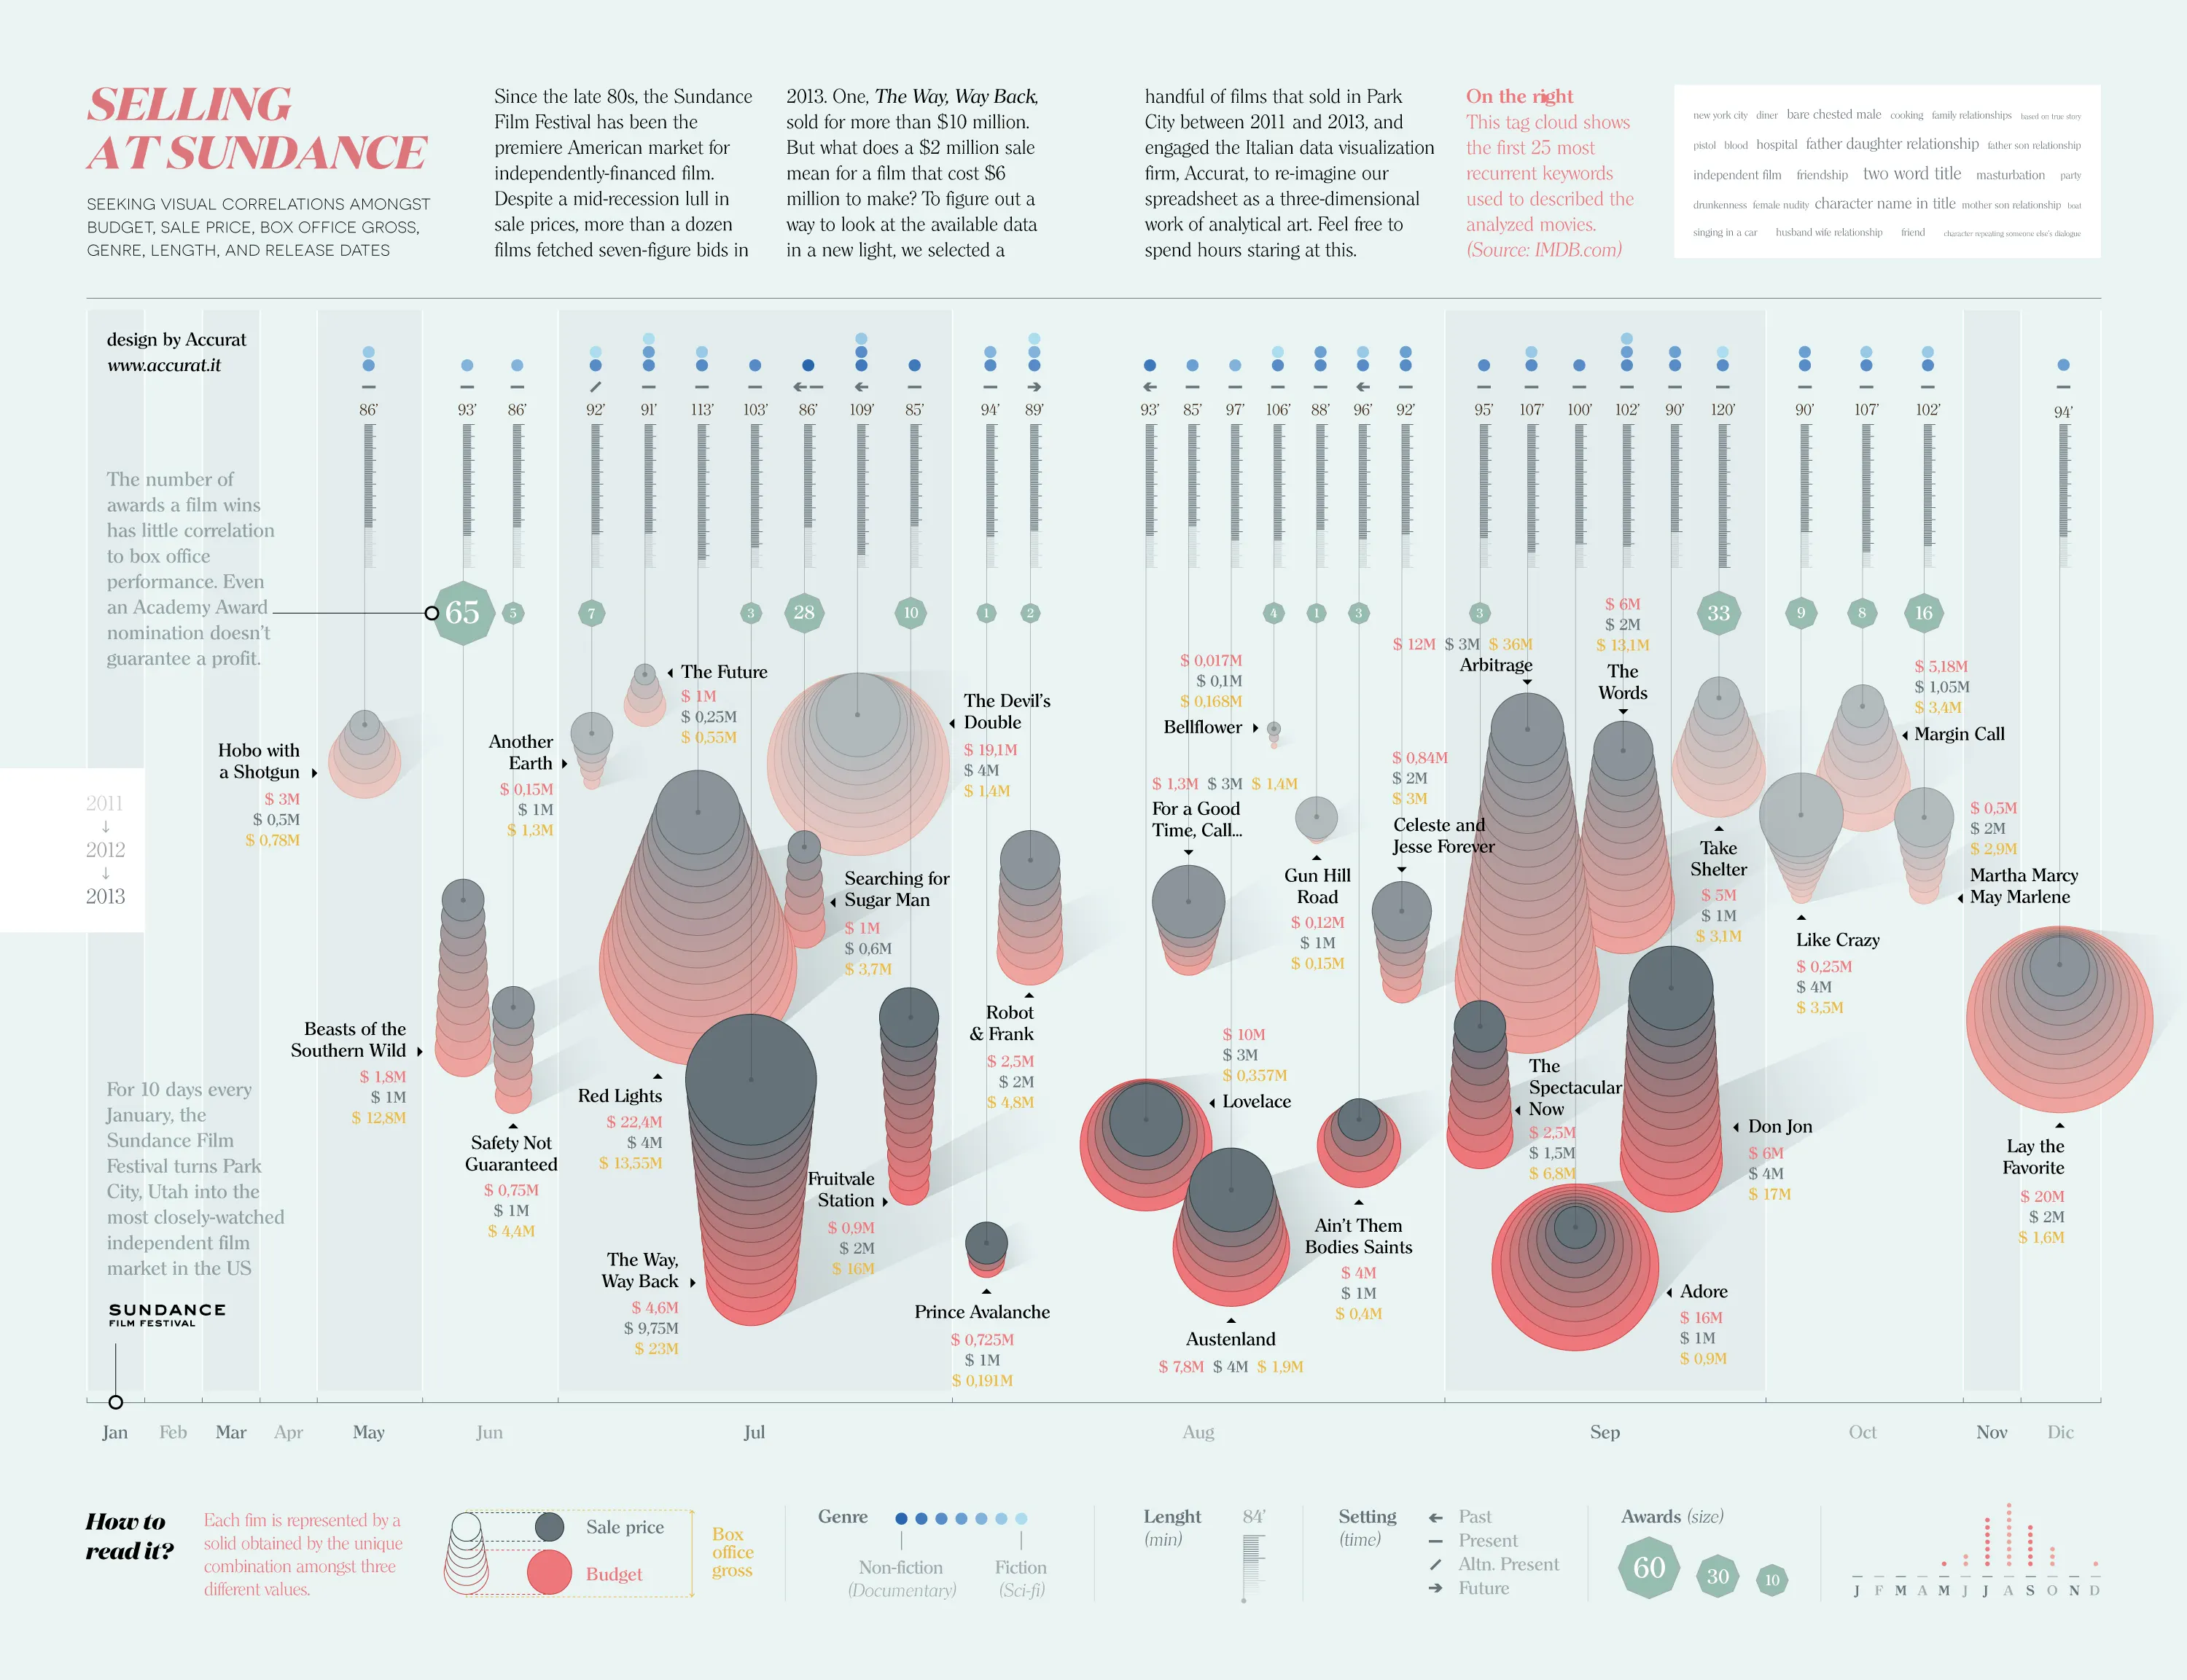 SELLING
AT SUNDANCE
SEEKING VISUAL CORRELATIONS AMONGST
BUDGET, SALE PRICE, BOX OFFICE GROSS,
GENRE, LENGTH, AND RELEASE DATES
Since the late 80s, the Sundance
Film Festival has been the
premiere American market for
independently-financed film.
Despite a mid-recession lull in
sale prices, more than a dozen
films fetched seven-figure bids in
2013. One, The Way, Way Back,
sold for more than $10 million.
But what does a $2 million sale
mean for a film that cost $6
million to make? To figure out a
way to look at the available data
in a new light, we selected a
handful of films that sold in Park
City between 2011 and 2013, and
engaged the Italian data visualization
firm, Accurat, to re-imagine our
spreadsheet as a three-dimensional
work of analytical art. Feel free to
spend hours staring at this.
On the right
This tag cloud shows
the first 25 most
recurrent keywords
used to described the
analyzed movies.
(Source: IMDB.com)
new york city diner bare chested male cooking family relationships based on true story
pistol blood hospital father daughter relationship father son relationship
independent film friendship two word title masturbation party
drunkenness female nudity character name in title mother son relationship boat
singing in a car husband wife relationship friend character repeating someone else's dialogue
design by Accurat
www.accurat.it
86' 93' 86' 92' 91' 113' 103' 86' 109' 85' 94' 89' 93' 85' 97' 106' 88' 96' 92' 95' 107' 100' 102' 90' 120' 90' 107' 102' 94'
The number of
awards a film wins
has little correlation
to box office
performance. Even
an Academy Award
nomination doesn't
guarantee a profit.
65 5 7 3 28 10 1 2 4 1 3 3 33 9 8 16
2011
↓
2012
↓
2013
Hobo with
a Shotgun
$ 3M
$ 0,5M
$ 0,78M
Beasts of the
Southern Wild
$ 1,8M
$ 1M
$ 12,8M
Safety Not
Guaranteed
$ 0,75M
$ 1M
$ 4,4M
Another
Earth
$ 0,15M
$ 1M
$ 1,3M
The Future
$ 1M
$ 0,25M
$ 0,55M
Red Lights
$ 22,4M
$ 4M
$ 13,55M
The Way,
Way Back
$ 4,6M
$ 9,75M
$ 23M
Searching for
Sugar Man
$ 1M
$ 0,6M
$ 3,7M
The Devil's
Double
$ 19,1M
$ 4M
$ 1,4M
Fruitvale
Station
$ 0,9M
$ 2M
$ 16M
Prince Avalanche
$ 0,725M
$ 1M
$ 0,191M
Robot
& Frank
$ 2,5M
$ 2M
$ 4,8M
$ 10M
$ 3M
$ 0,357M
Lovelace
$ 1,3M $ 3M $ 1,4M
For a Good
Time, Call...
Austenland
$ 7,8M $ 4M $ 1,9M
$ 0,017M
$ 0,1M
$ 0,168M
Bellflower
Gun Hill
Road
$ 0,12M
$ 1M
$ 0,15M
Ain't Them
Bodies Saints
$ 4M
$ 1M
$ 0,4M
$ 0,84M
$ 2M
$ 3M
Celeste and
Jesse Forever
The
Spectacular
Now
$ 2,5M
$ 1,5M
$ 6,8M
$ 12M $ 3M $ 36M
Arbitrage
Adore
$ 16M
$ 1M
$ 0,9M
$ 6M
$ 2M
$ 13,1M
The
Words
Don Jon
$ 6M
$ 4M
$ 17M
Take
Shelter
$ 5M
$ 1M
$ 3,1M
Like Crazy
$ 0,25M
$ 4M
$ 3,5M
$ 5,18M
$ 1,05M
$ 3,4M
Margin Call
$ 0,5M
$ 2M
$ 2,9M
Martha Marcy
May Marlene
Lay the
Favorite
$ 20M
$ 2M
$ 1,6M
For 10 days every
January, the
Sundance Film
Festival turns Park
City, Utah into the
most closely-watched
independent film
market in the US
SUNDANCE
FILM FESTIVAL
Jan Feb Mar Apr May Jun Jul Aug Sep Oct Nov Dic
How to
read it?
Each fim is represented by a
solid obtained by the unique
combination amongst three
different values.
Sale price
Budget
Box
office
gross
Genre
Non-fiction
(Documentary)
Fiction
(Sci-fi)
Lenght
(min)
84'
Setting
(time)
Past
Present
Altn. Present
Future
Awards (size)
60 30 10
J F M A M J J A S O N D